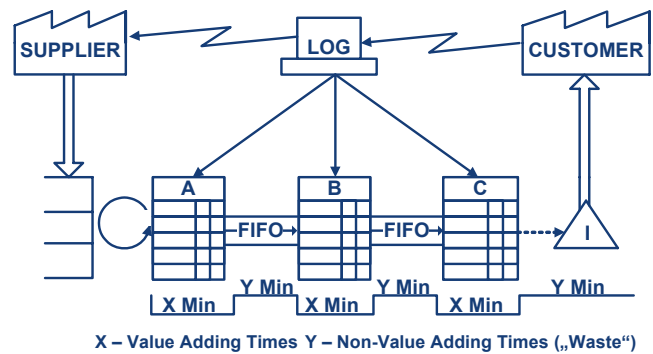 SUPPLIER
LOG
CUSTOMER
A
B
C
FIFO
FIFO
I
Y Min
Y Min
Y Min
X Min
X Min
X Min
X – Value Adding Times Y – Non-Value Adding Times („Waste“)